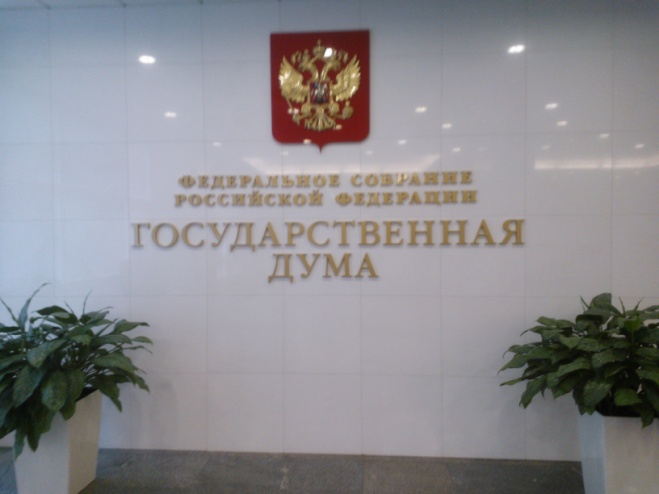 ФЕДЕРАЛЬНОЕ СОБРАНИЕ
РОССИЙСКОЙ ФЕДЕРАЦИИ
ГОСУДАРСТВЕННАЯ
ДУМА